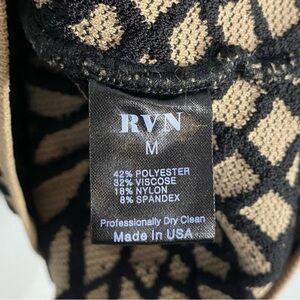 RVN
M
42% POLYESTER
32% VISCOSE
18% NYLON
8% SPANDEX
Professionally Dry Clean
Made In USA